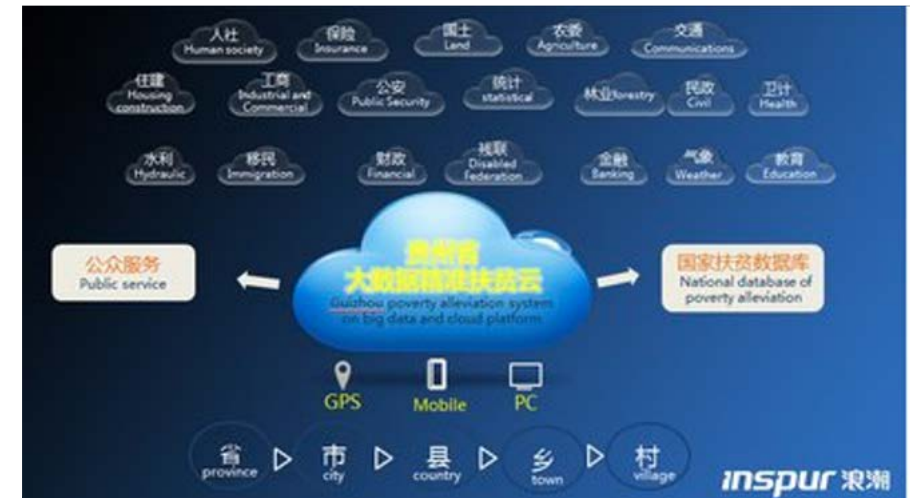 人社
Human society
保险
Insurance
国土
Land
农委
Agriculture
交通
Communications
住建
Housing
construction
工商
Industrial and
Commercial
公安
Public Security
统计
statistical
林业forestry
民政
Civil
卫计
Health
水利
Hydraulic
移民
Immigration
财政
Financial
残联
Disabled
Federation
金融
Banking
气象
Weather
教育
Education
公众服务
Public service
贵州省
大数据精准扶贫云
Guizhou poverty alleviation system
on big data and cloud platform
国家扶贫数据库
National database of
poverty alleviation
GPS
Mobile
PC
省
province
市
city
县
country
乡
town
村
village
inspur 浪潮